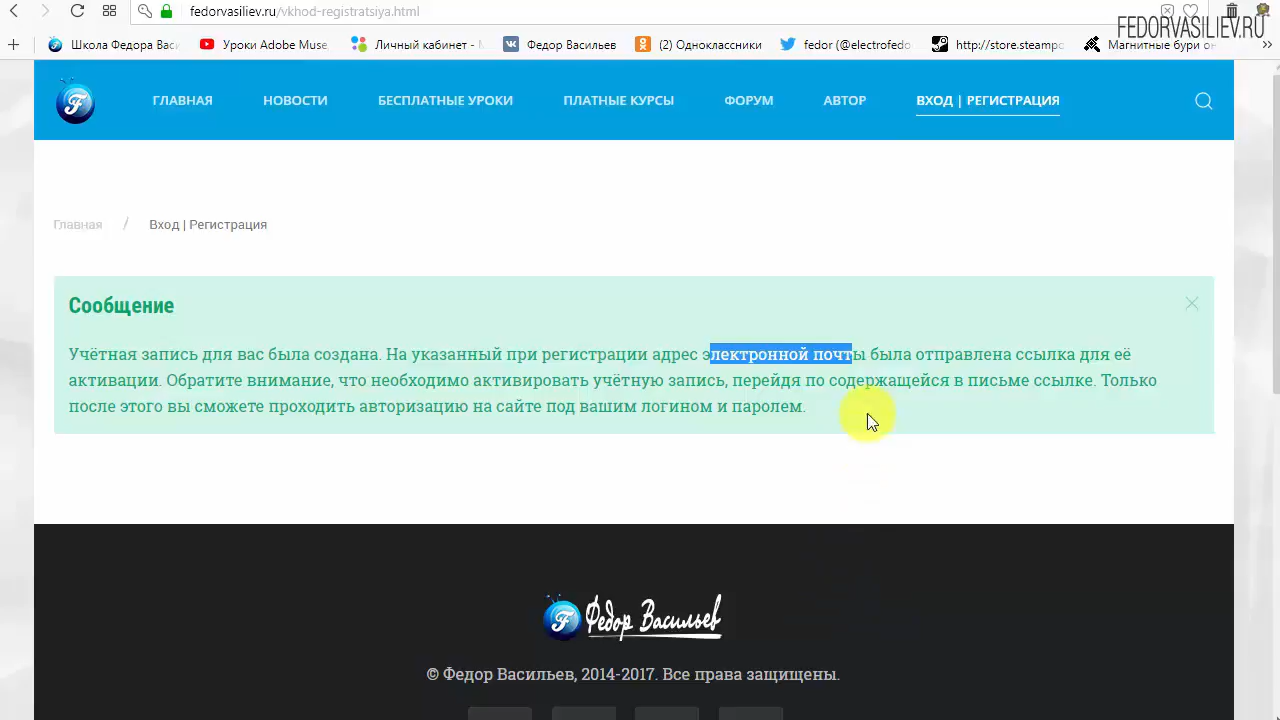 fedorvasiliev.ru/vkhod-registratsiya.html
FEDORVASILIEV.RU
Школа Федора Васи
Уроки Adobe Muse,
Личный кабинет - М
Федор Васильев
(2) Одноклассники
fedor (@electrofedo
http://store.steampo
Магнитные бури он
ГЛАВНАЯ
НОВОСТИ
БЕСПЛАТНЫЕ УРОКИ
ПЛАТНЫЕ КУРСЫ
ФОРУМ
АВТОР
ВХОД | РЕГИСТРАЦИЯ
Главная / Вход | Регистрация
Сообщение
Учётная запись для вас была создана. На указанный при регистрации адрес электронной почты была отправлена ссылка для её
активации. Обратите внимание, что необходимо активировать учётную запись, перейдя по содержащейся в письме ссылке. Только
после этого вы сможете проходить авторизацию на сайте под вашим логином и паролем.
Федор Васильев
© Федор Васильев, 2014-2017. Все права защищены.